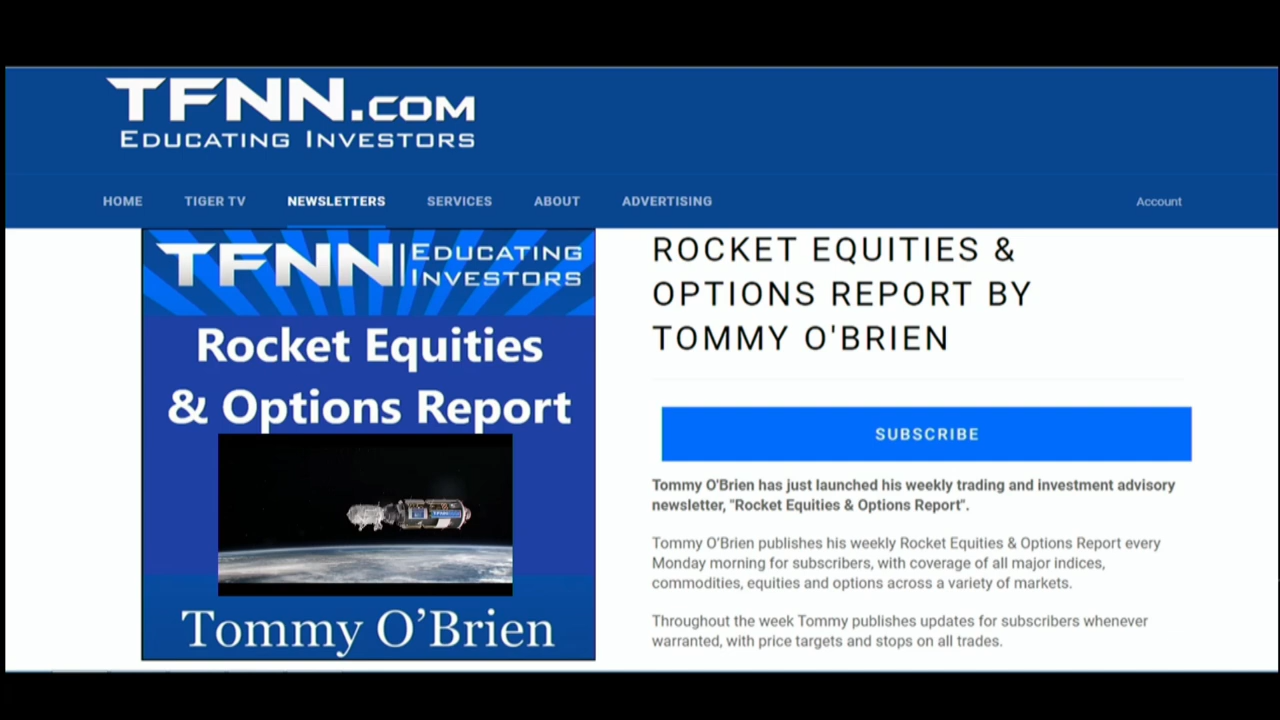 TFNN.COM
EDUCATING INVESTORS
HOME TIGER TV NEWSLETTERS SERVICES ABOUT ADVERTISING Account
TFNN EDUCATING
INVESTORS
Rocket Equities
& Options Report
Tommy O’Brien
ROCKET EQUITIES &
OPTIONS REPORT BY
TOMMY O'BRIEN
SUBSCRIBE
Tommy O'Brien has just launched his weekly trading and investment advisory
newsletter, "Rocket Equities & Options Report".
Tommy O’Brien publishes his weekly Rocket Equities & Options Report every
Monday morning for subscribers, with coverage of all major indices,
commodities, equities and options across a variety of markets.
Throughout the week Tommy publishes updates for subscribers whenever
warranted, with price targets and stops on all trades.